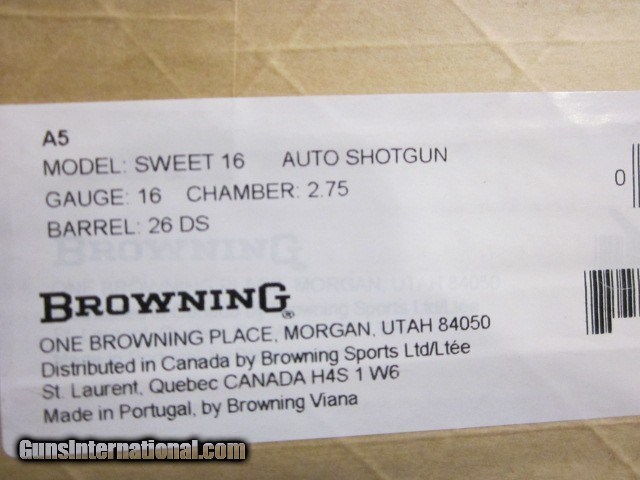 A5
MODEL: SWEET 16 AUTO SHOTGUN
GAUGE: 16 CHAMBER: 2.75
BARREL: 26 DS
0
BROWNING®
ONE BROWNING PLACE, MORGAN, UTAH 84050
Distributed in Canada by Browning Sports Ltd/Ltée
St. Laurent, Quebec CANADA H4S 1 W6
Made in Portugal, by Browning Viana
GunsInternational.com